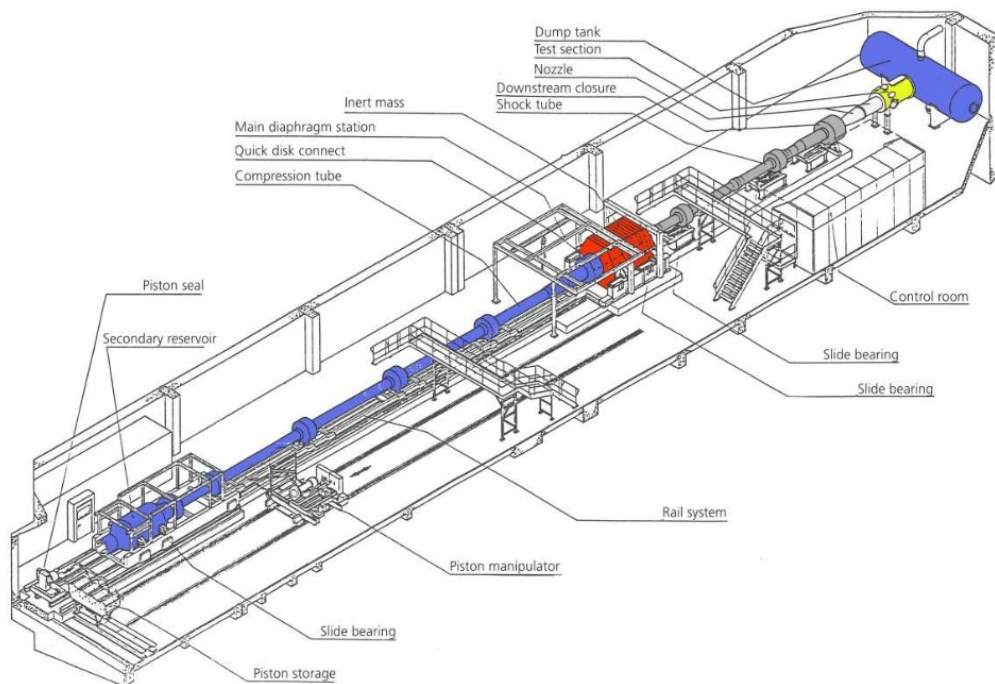 Dump tank
Test section
Nozzle
Downstream closure
Shock tube
Inert mass
Main diaphragm station
Quick disk connect
Compression tube
Piston seal
Secondary reservoir
Control room
Slide bearing
Slide bearing
Rail system
Piston manipulator
Slide bearing
Piston storage